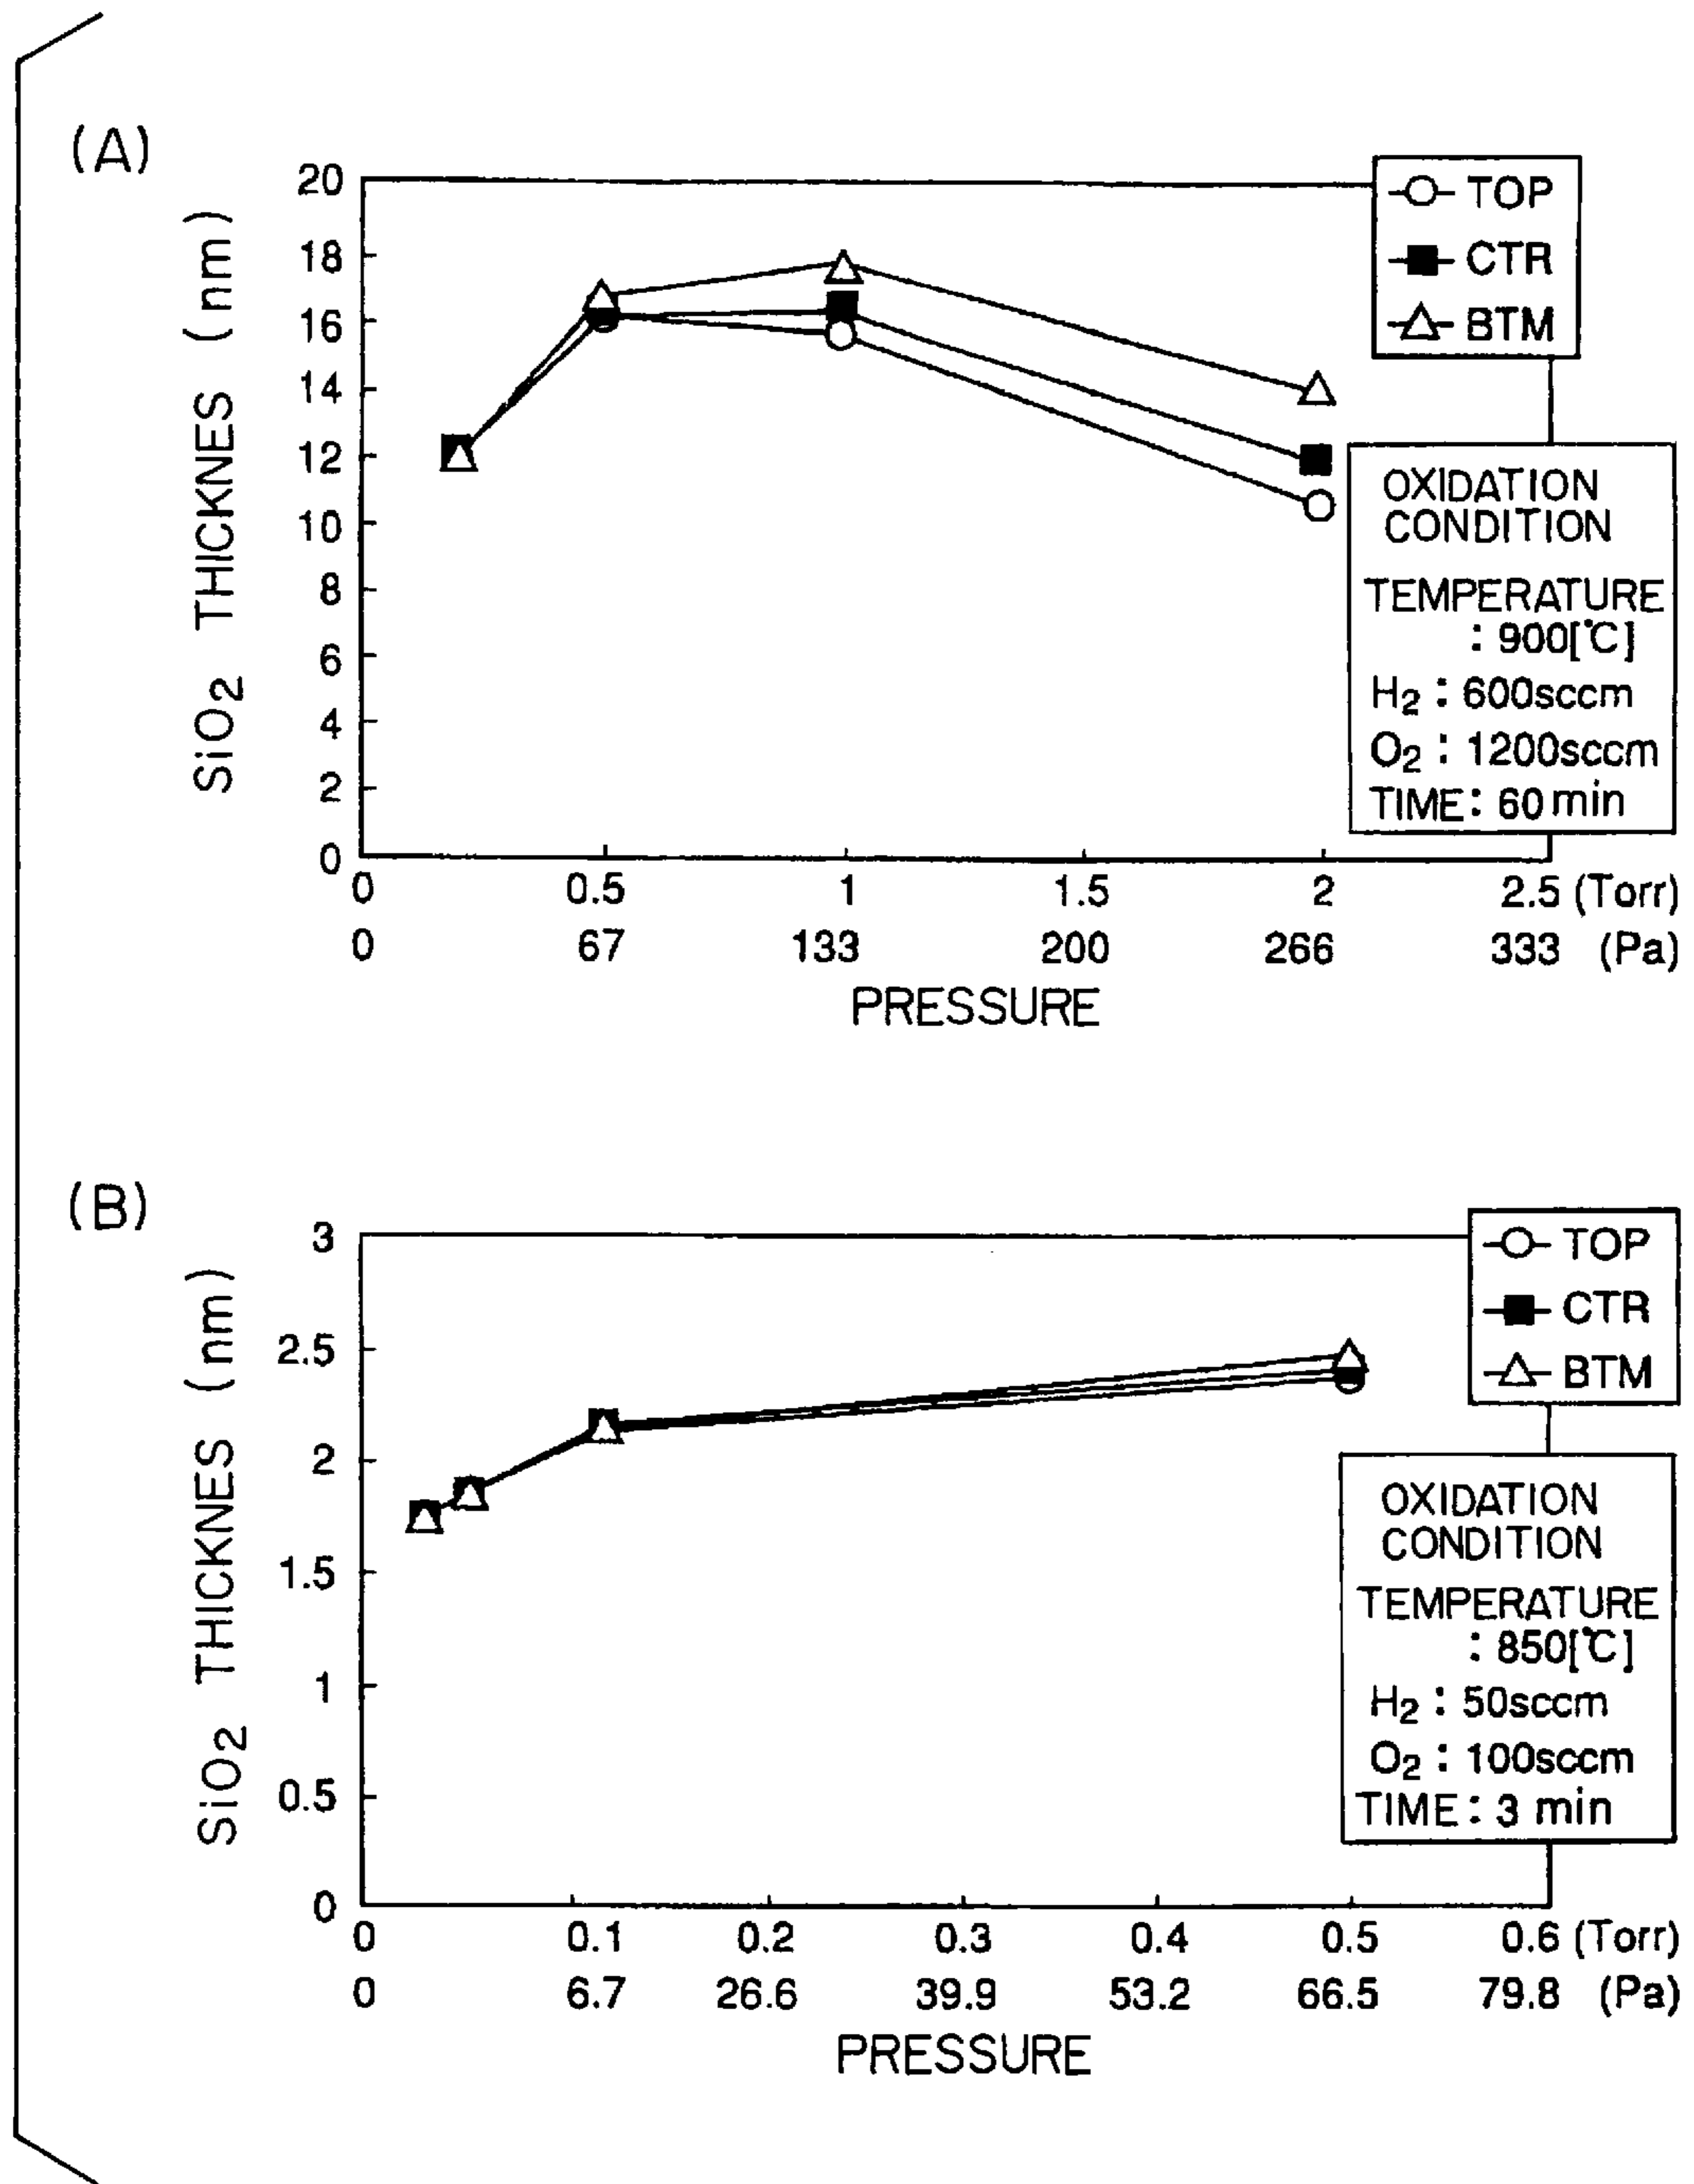 (A)
SiO2 THICKNES (nm)
20
18
16
14
12
10
8
6
4
2
0
0 0.5 1 1.5 2 2.5 (Torr)
0 67 133 200 266 333 (Pa)
PRESSURE
TOP
CTR
BTM
OXIDATION
CONDITION
TEMPERATURE
: 900[℃]
H2 : 600sccm
O2 : 1200sccm
TIME : 60 min
(B)
SiO2 THICKNES (nm)
3
2.5
2
1.5
1
0.5
0
0 0.1 0.2 0.3 0.4 0.5 0.6 (Torr)
0 6.7 26.6 39.9 53.2 66.5 79.8 (Pa)
PRESSURE
TOP
CTR
BTM
OXIDATION
CONDITION
TEMPERATURE
: 850[℃]
H2 : 50sccm
O2 : 100sccm
TIME : 3 min